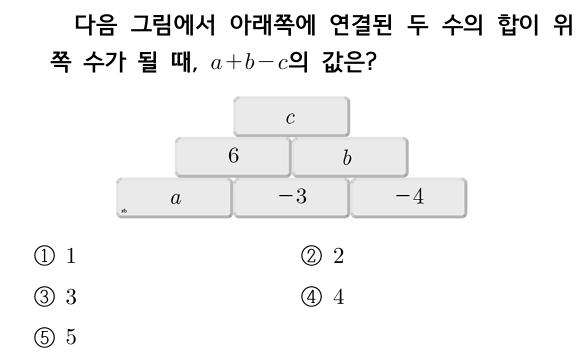 다음 그림에서 아래쪽에 연결된 두 수의 합이 위
쪽 수가 될 때, a+b−c의 값은?
c
6 b
a −3 −4
① 1 ② 2
③ 3 ④ 4
⑤ 5